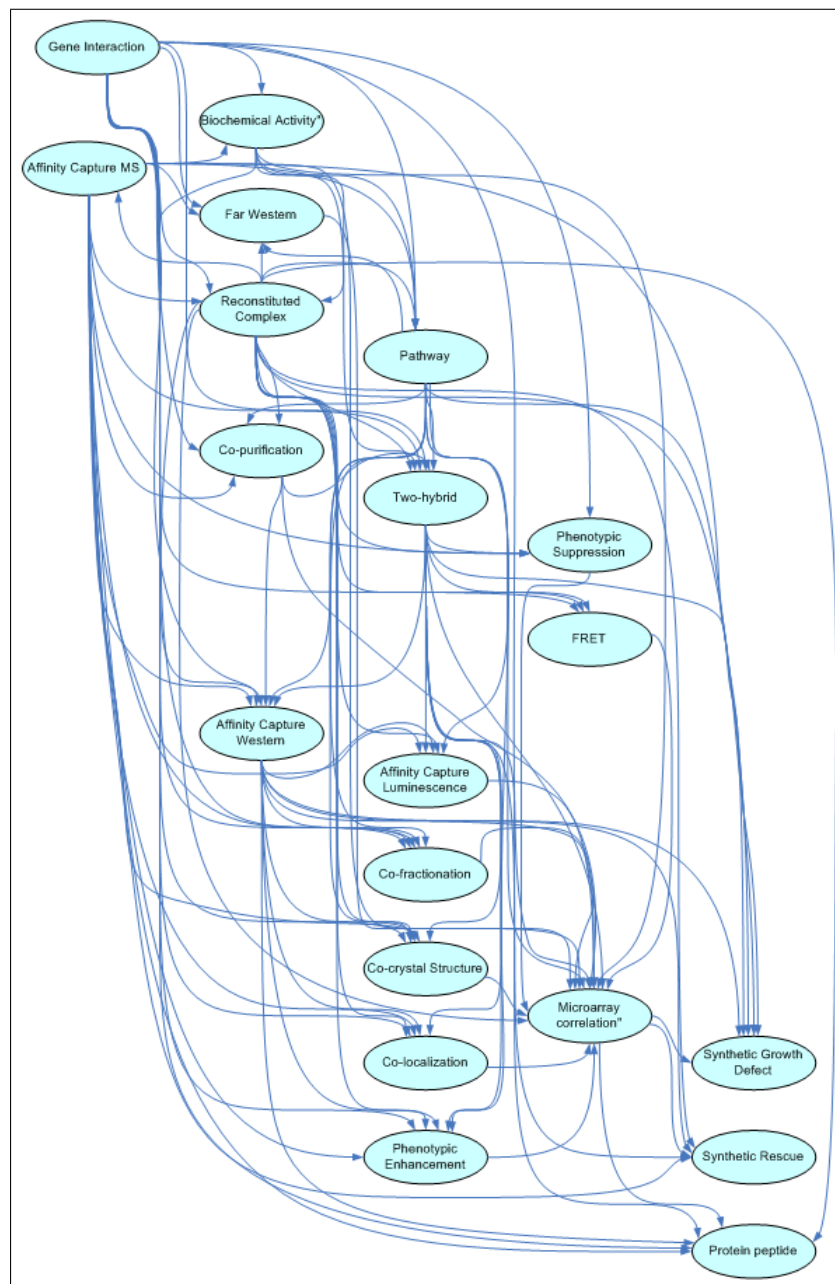 Gene Interaction
Biochemical Activity"
Affinity Capture MS
Far Western
Reconstituted
Complex
Pathway
Co-purification
Two-hybrid
Phenotypic
Suppression
FRET
Affinity Capture
Western
Affinity Capture
Luminescence
Co-fractionation
Co-crystal Structure
Microarray
correlation"
Co-localization
Synthetic Growth
Defect
Phenotypic
Enhancement
Synthetic Rescue
Protein peptide